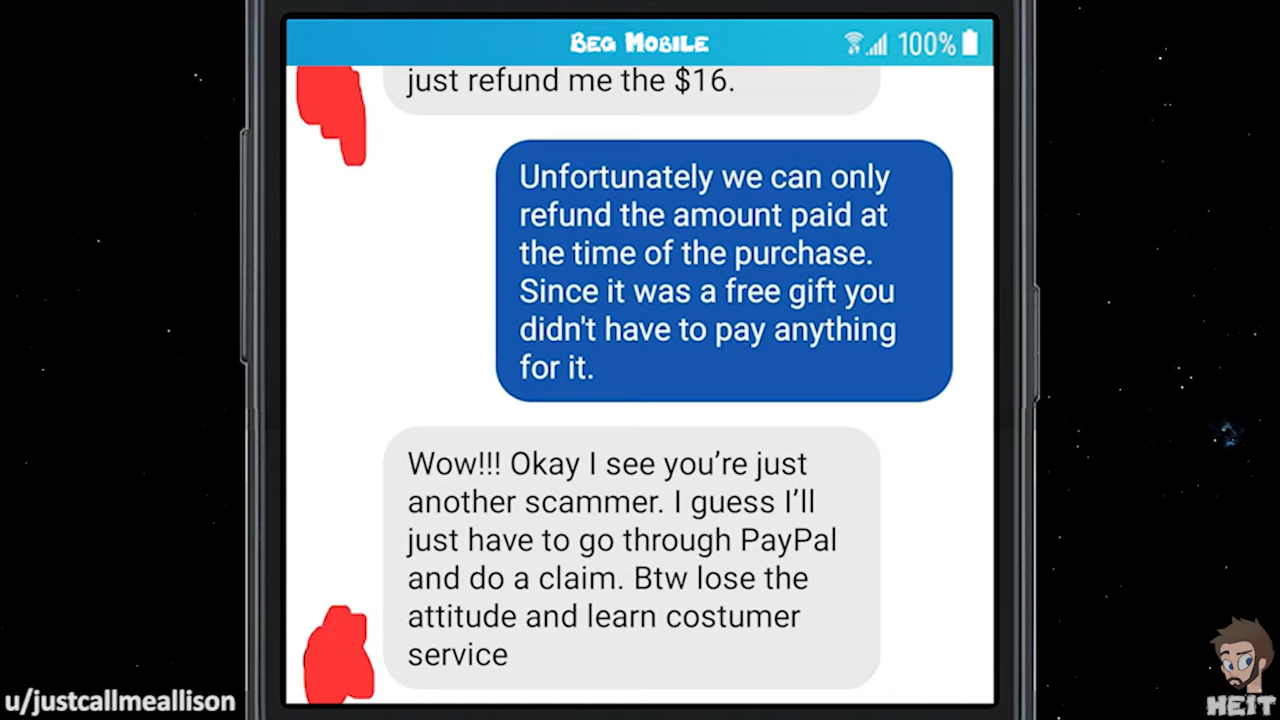 BEG MOBILE
100%
just refund me the $16.
Unfortunately we can only
refund the amount paid at
the time of the purchase.
Since it was a free gift you
didn't have to pay anything
for it.
Wow!!! Okay I see you’re just
another scammer. I guess I’ll
just have to go through PayPal
and do a claim. Btw lose the
attitude and learn costumer
service
u/justcallmeallison
HEIT